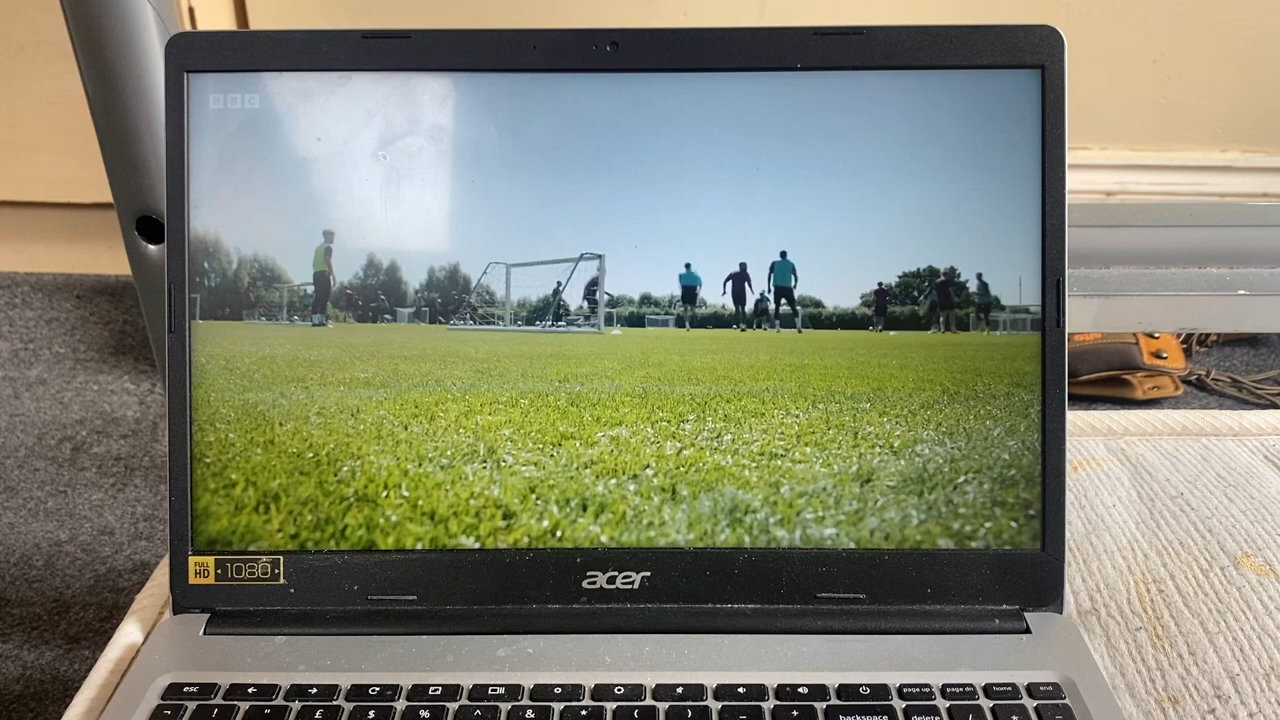 BBC
FULL HD 1080
acer
esc page up page dn home end
! " £ $ % ^ & * ( ) _ + backspace delete /